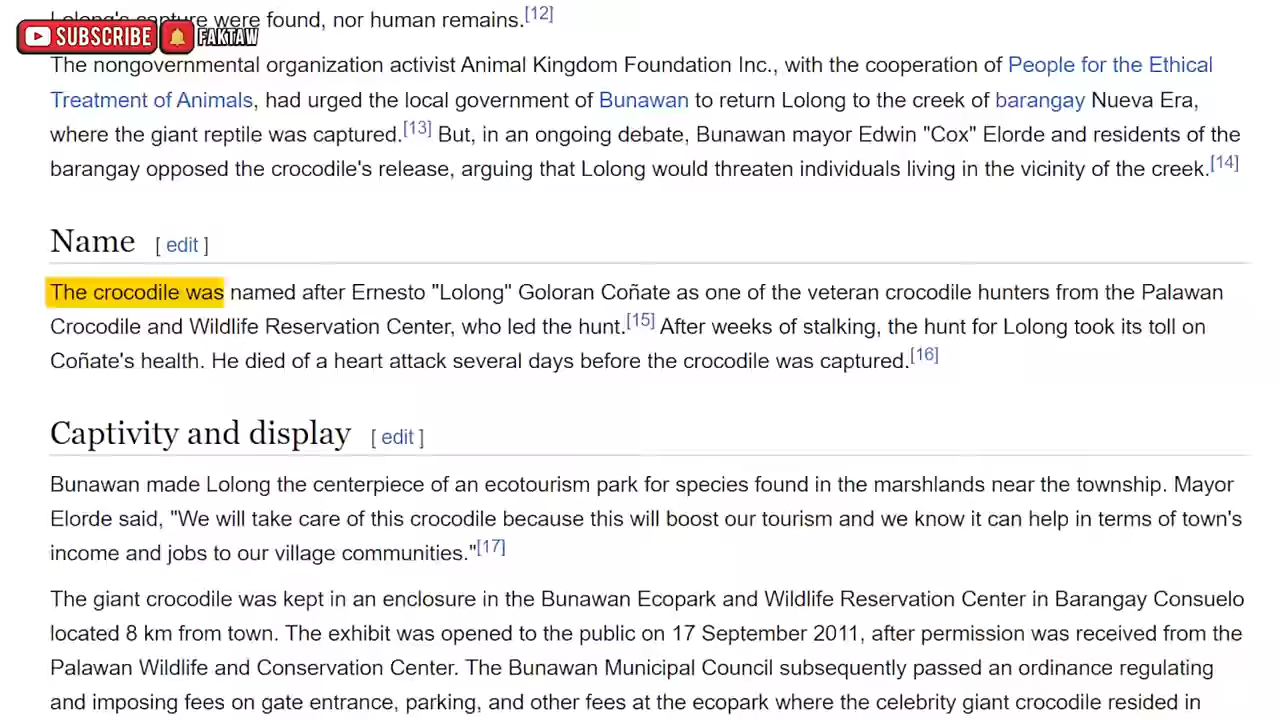 Lolong's capture were found, nor human remains.[12]
SUBSCRIBE FAKTAW
The nongovernmental organization activist Animal Kingdom Foundation Inc., with the cooperation of People for the Ethical
Treatment of Animals, had urged the local government of Bunawan to return Lolong to the creek of barangay Nueva Era,
where the giant reptile was captured.[13] But, in an ongoing debate, Bunawan mayor Edwin "Cox" Elorde and residents of the
barangay opposed the crocodile's release, arguing that Lolong would threaten individuals living in the vicinity of the creek.[14]
Name [ edit ]
The crocodile was named after Ernesto "Lolong" Goloran Coñate as one of the veteran crocodile hunters from the Palawan
Crocodile and Wildlife Reservation Center, who led the hunt.[15] After weeks of stalking, the hunt for Lolong took its toll on
Coñate's health. He died of a heart attack several days before the crocodile was captured.[16]
Captivity and display [ edit ]
Bunawan made Lolong the centerpiece of an ecotourism park for species found in the marshlands near the township. Mayor
Elorde said, "We will take care of this crocodile because this will boost our tourism and we know it can help in terms of town's
income and jobs to our village communities."[17]
The giant crocodile was kept in an enclosure in the Bunawan Ecopark and Wildlife Reservation Center in Barangay Consuelo
located 8 km from town. The exhibit was opened to the public on 17 September 2011, after permission was received from the
Palawan Wildlife and Conservation Center. The Bunawan Municipal Council subsequently passed an ordinance regulating
and imposing fees on gate entrance, parking, and other fees at the ecopark where the celebrity giant crocodile resided in